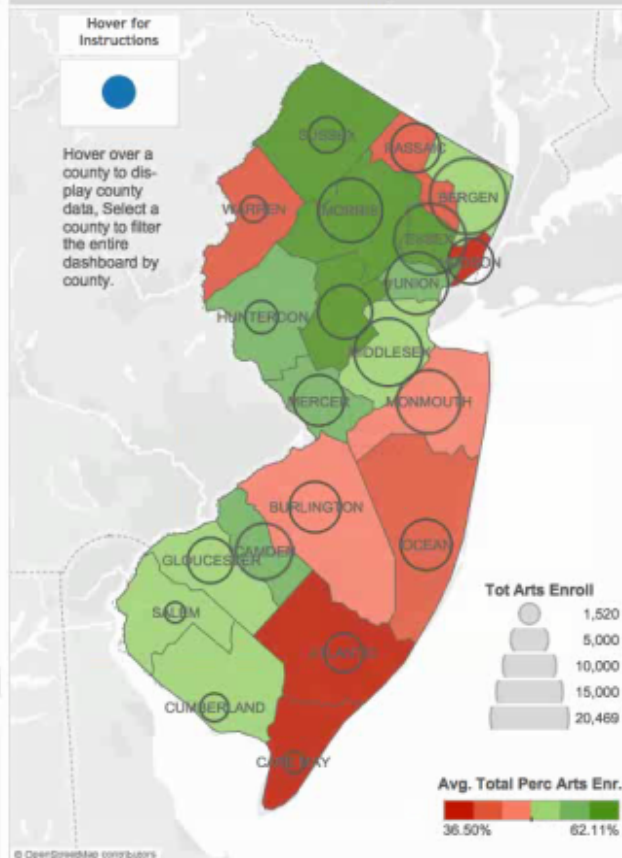 Hover for
Instructions
Hover over a
county to dis-
play county
data, Select a
county to filter
the entire
dashboard by
county.
SUSSEX
PASSAIC
WARREN
MORRIS
BERGEN
ESSEX
UNION
HUNTERDON
MIDDLESEX
MERCER
MONMOUTH
BURLINGTON
OCEAN
GLOUCESTER
CAMDEN
SALEM
ATLANTIC
CUMBERLAND
CAPE MAY
Tot Arts Enroll
1,520
5,000
10,000
15,000
20,469
Avg. Total Perc Arts Enr.
36.50%
62.11%
© OpenStreetMap contributors